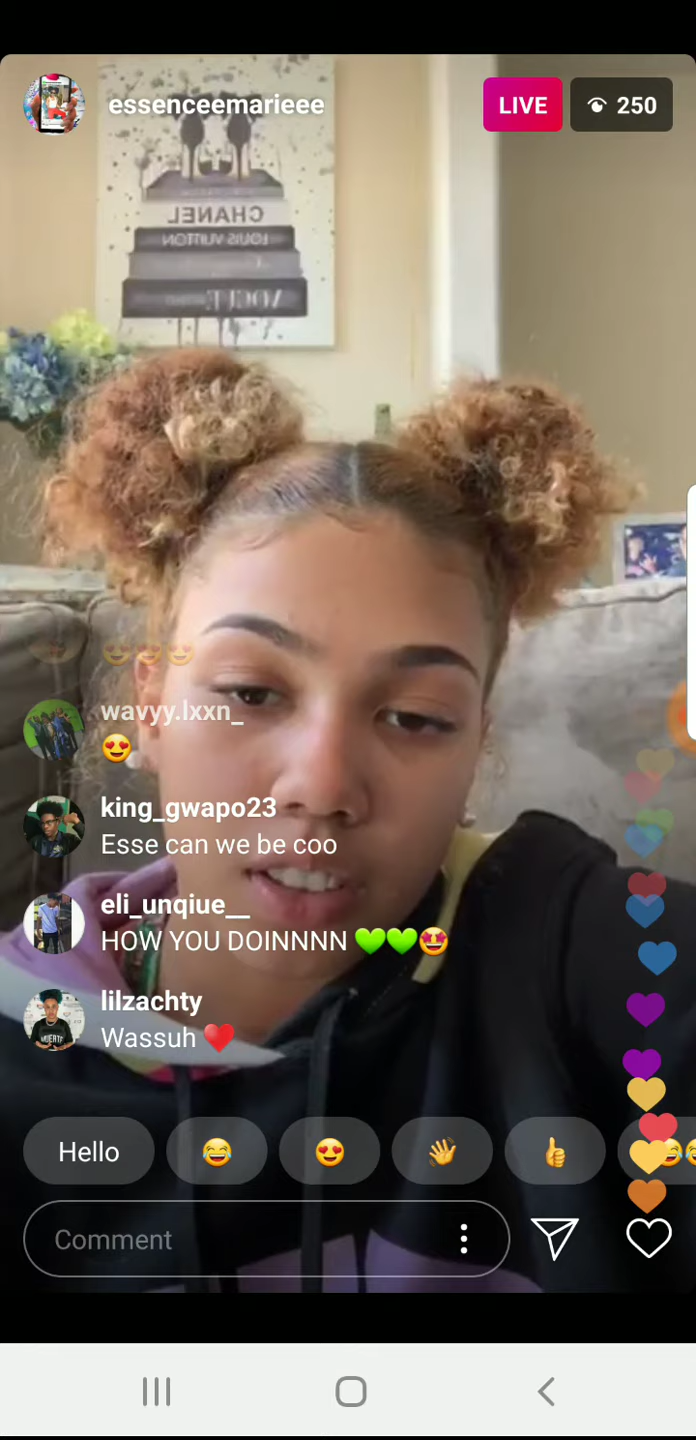 essenceemarieee
LIVE
250
CHANEL
LOUIS VUITTON
VOGUE
😍😍😍
wavyy.lxxn_
😍
king_gwapo23
Esse can we be coo
eli_unqiue__
HOW YOU DOINNNN 💚💚🤩
lilzachty
Wassuh ♥️
Hello
Comment